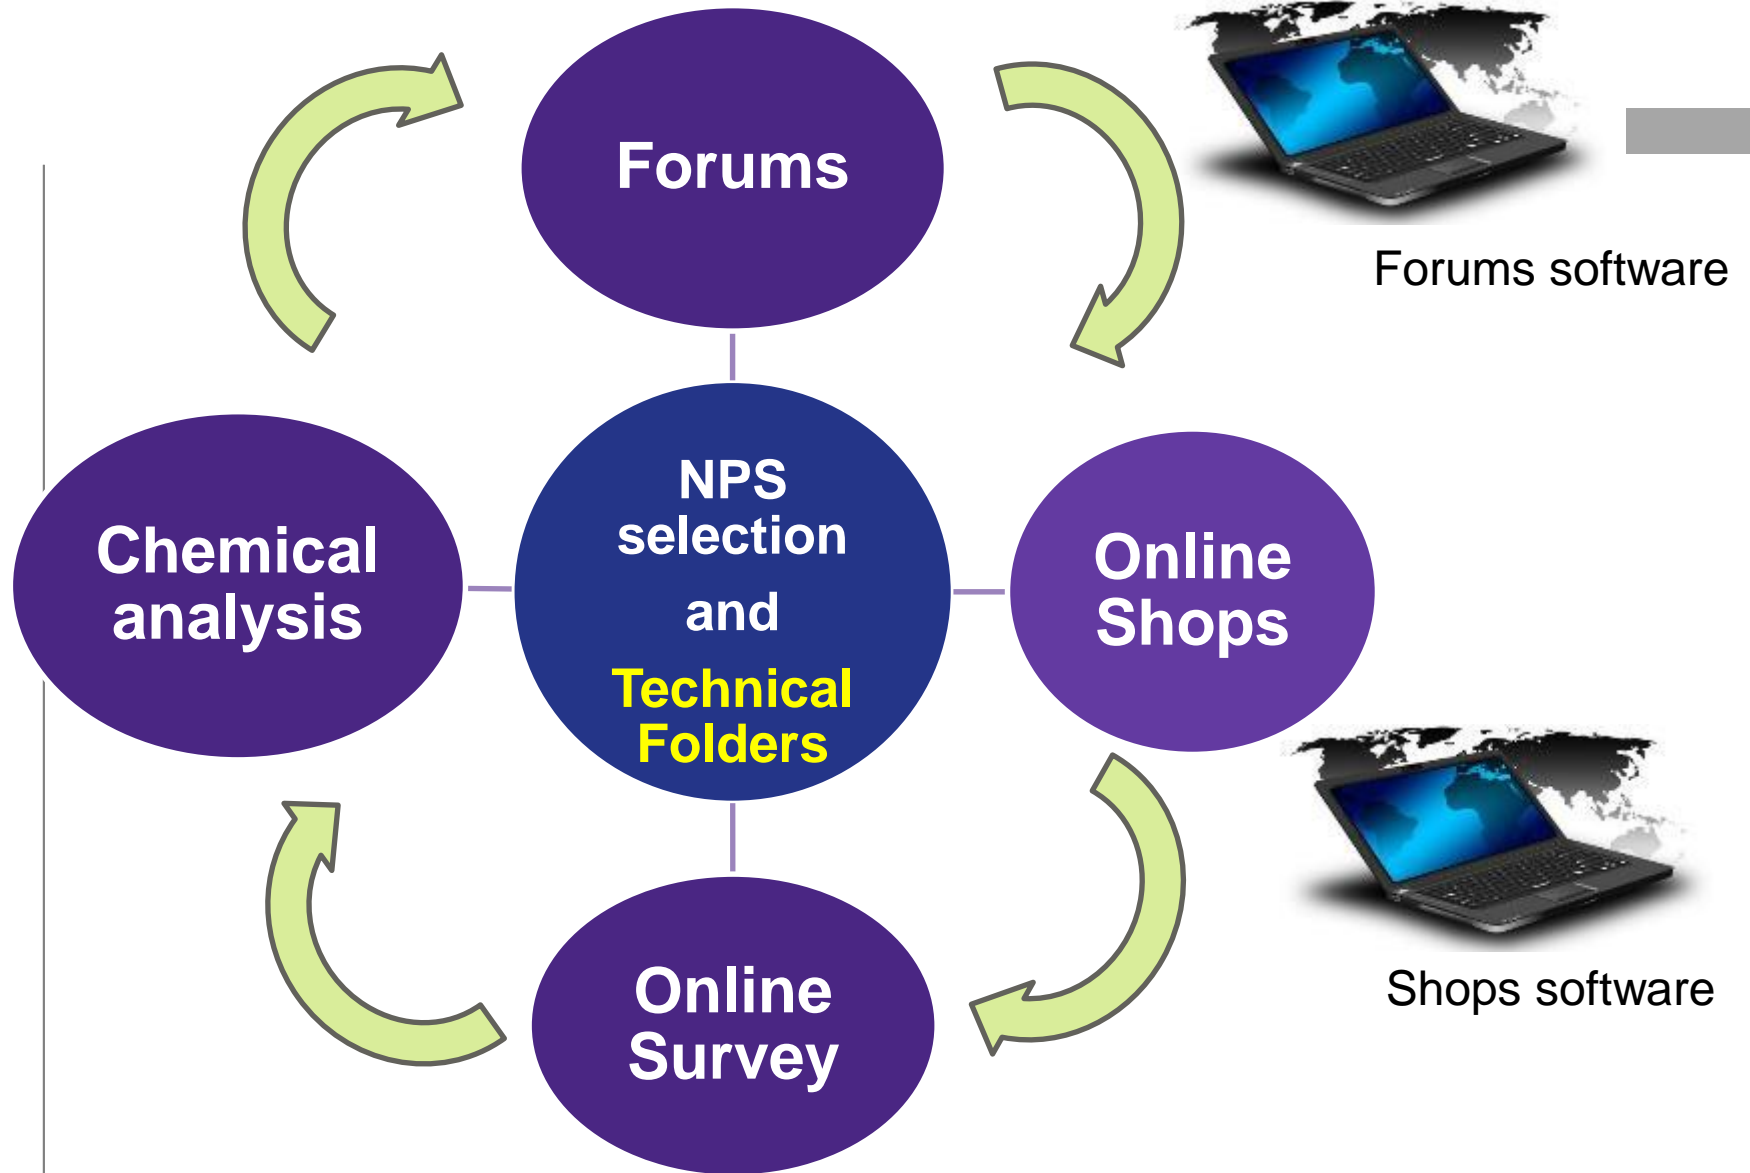 Forums
Forums software
NPS
selection
and
Technical
Folders
Chemical
analysis
Online
Shops
Online
Survey
Shops software